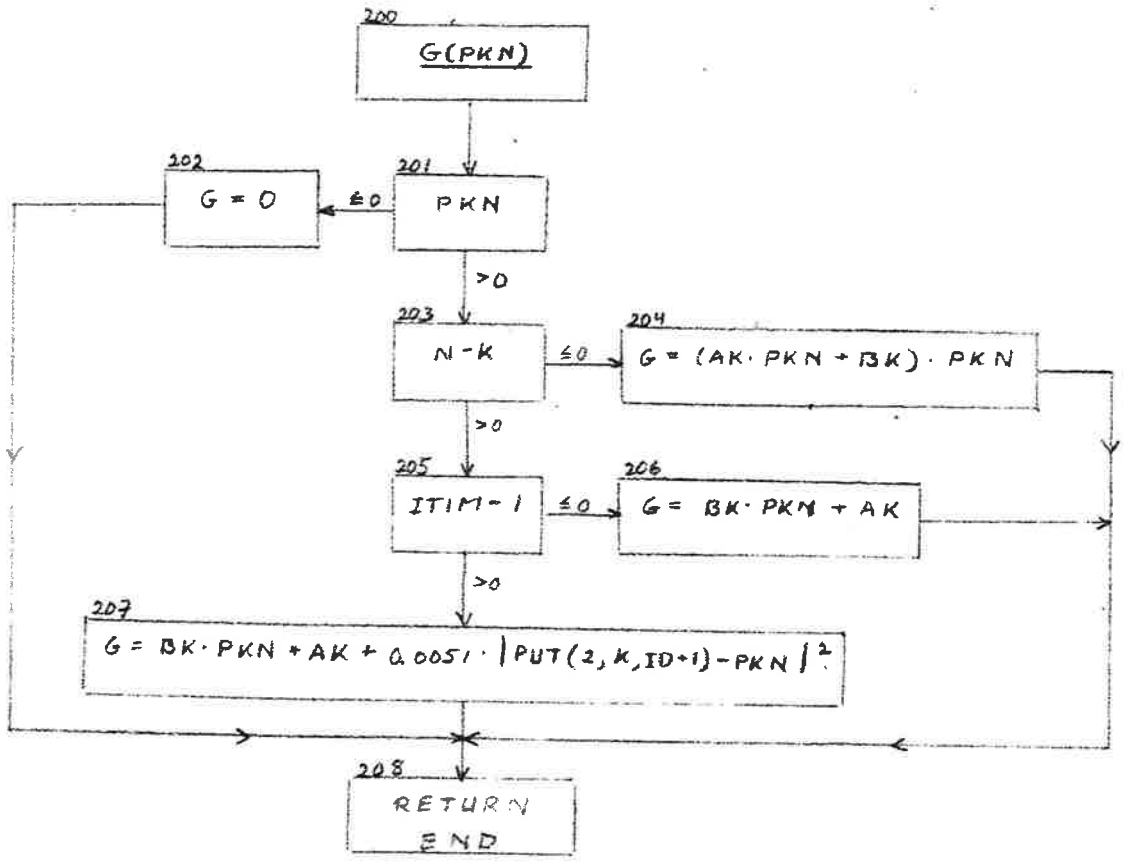 200
G(PKN)
202
201
G = 0
≤0
PKN
>0
203
204
N-K
≤0
G = (AK · PKN + BK) · PKN
>0
205
206
ITIM-1
≤0
G = BK · PKN + AK
>0
207
G = BK · PKN + AK + 0.0051 · |PUT(2, K, ID+1) - PKN|²
208
RETURN
END